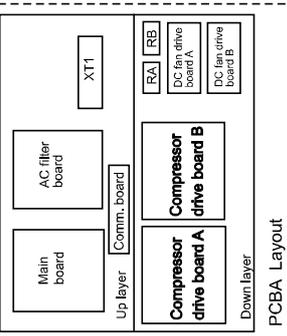 Main
board
AC filter
board
XT1
Up layer
Comm. board
Compressor
drive board A
Compressor
drive board B
RA
RB
DC fan drive
board A
DC fan drive
board B
Down layer
PCBA Layout